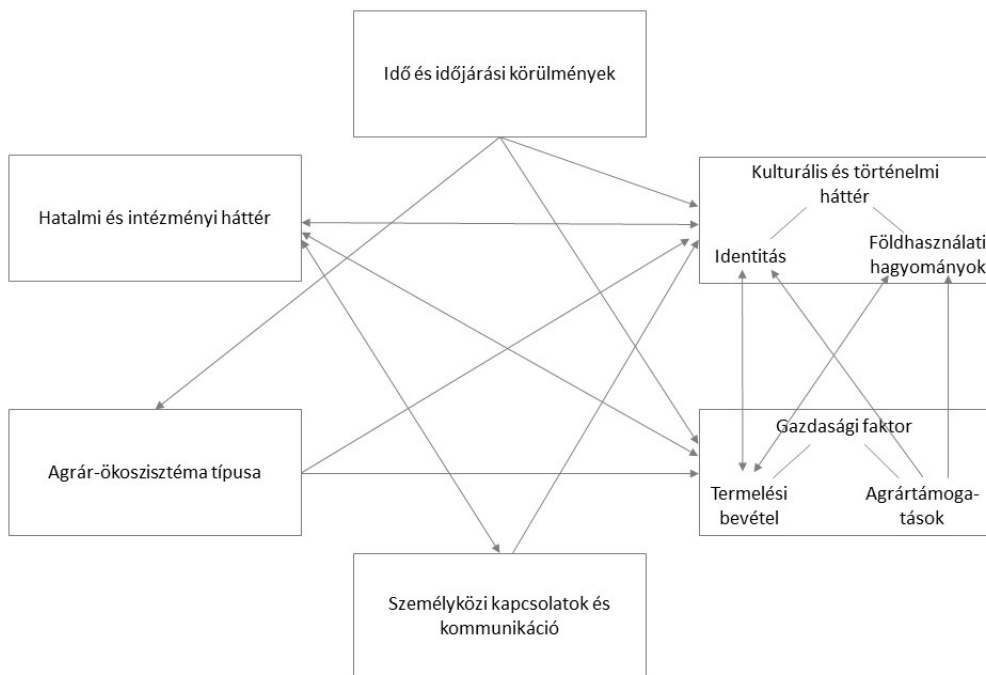 Idő és időjárási körülmények
Hatalmi és intézményi háttér
Kulturális és történelmi
háttér
Identitás
Földhasználati
hagyományok
Agrár-ökoszisztéma típusa
Gazdasági faktor
Termelési
bevétel
Agrártámoga-
tások
Személyközi kapcsolatok és
kommunikáció